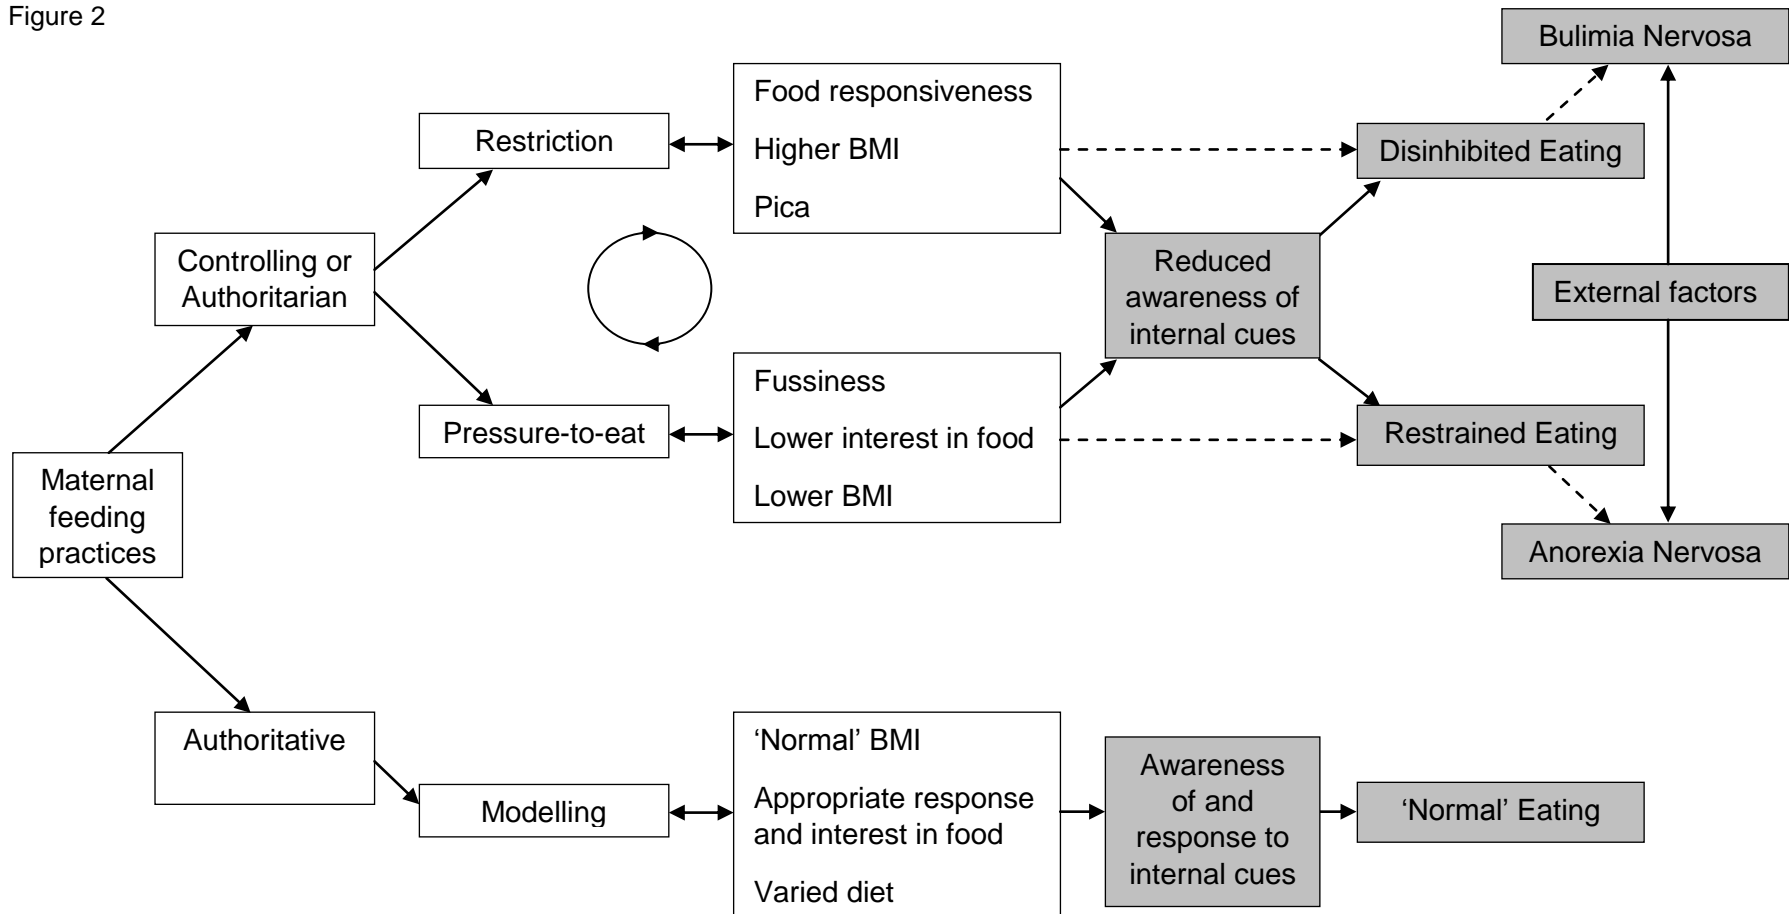 Figure 2
Bulimia Nervosa
Food responsiveness
Higher BMI
Pica
Restriction
Disinhibited Eating
Controlling or
Authoritarian
Reduced
awareness of
internal cues
External factors
Fussiness
Lower interest in food
Lower BMI
Pressure-to-eat
Restrained Eating
Maternal
feeding
practices
Anorexia Nervosa
Authoritative
Modelling
‘Normal’ BMI
Appropriate response
and interest in food
Varied diet
Awareness
of and
response to
internal cues
‘Normal’ Eating